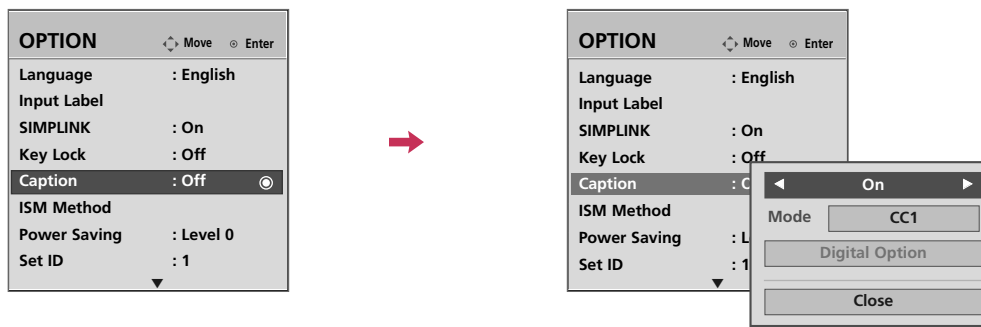 OPTION Move Enter
Language : English
Input Label
SIMPLINK : On
Key Lock : Off
Caption : Off
ISM Method
Power Saving : Level 0
Set ID : 1
OPTION Move Enter
Language : English
Input Label
SIMPLINK : On
Key Lock : Off
Caption
ISM Method
Power Saving : L
Set ID : 1
On
Mode CC1
Digital Option
Close